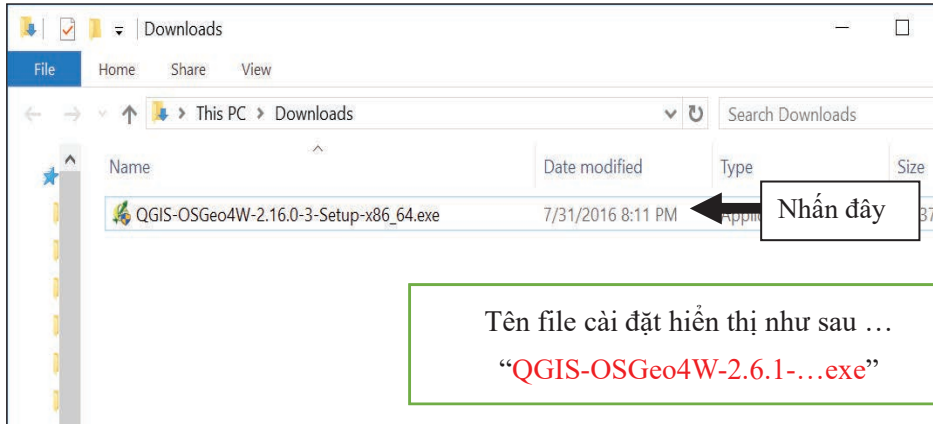 Downloads
File Home Share View
This PC > Downloads
Search Downloads
Name Date modified Type Size
QGIS-OSGeo4W-2.16.0-3-Setup-x86_64.exe 7/31/2016 8:11 PM
Nhấn đây
Tên file cài đặt hiển thị như sau …
“QGIS-OSGeo4W-2.6.1-…exe”